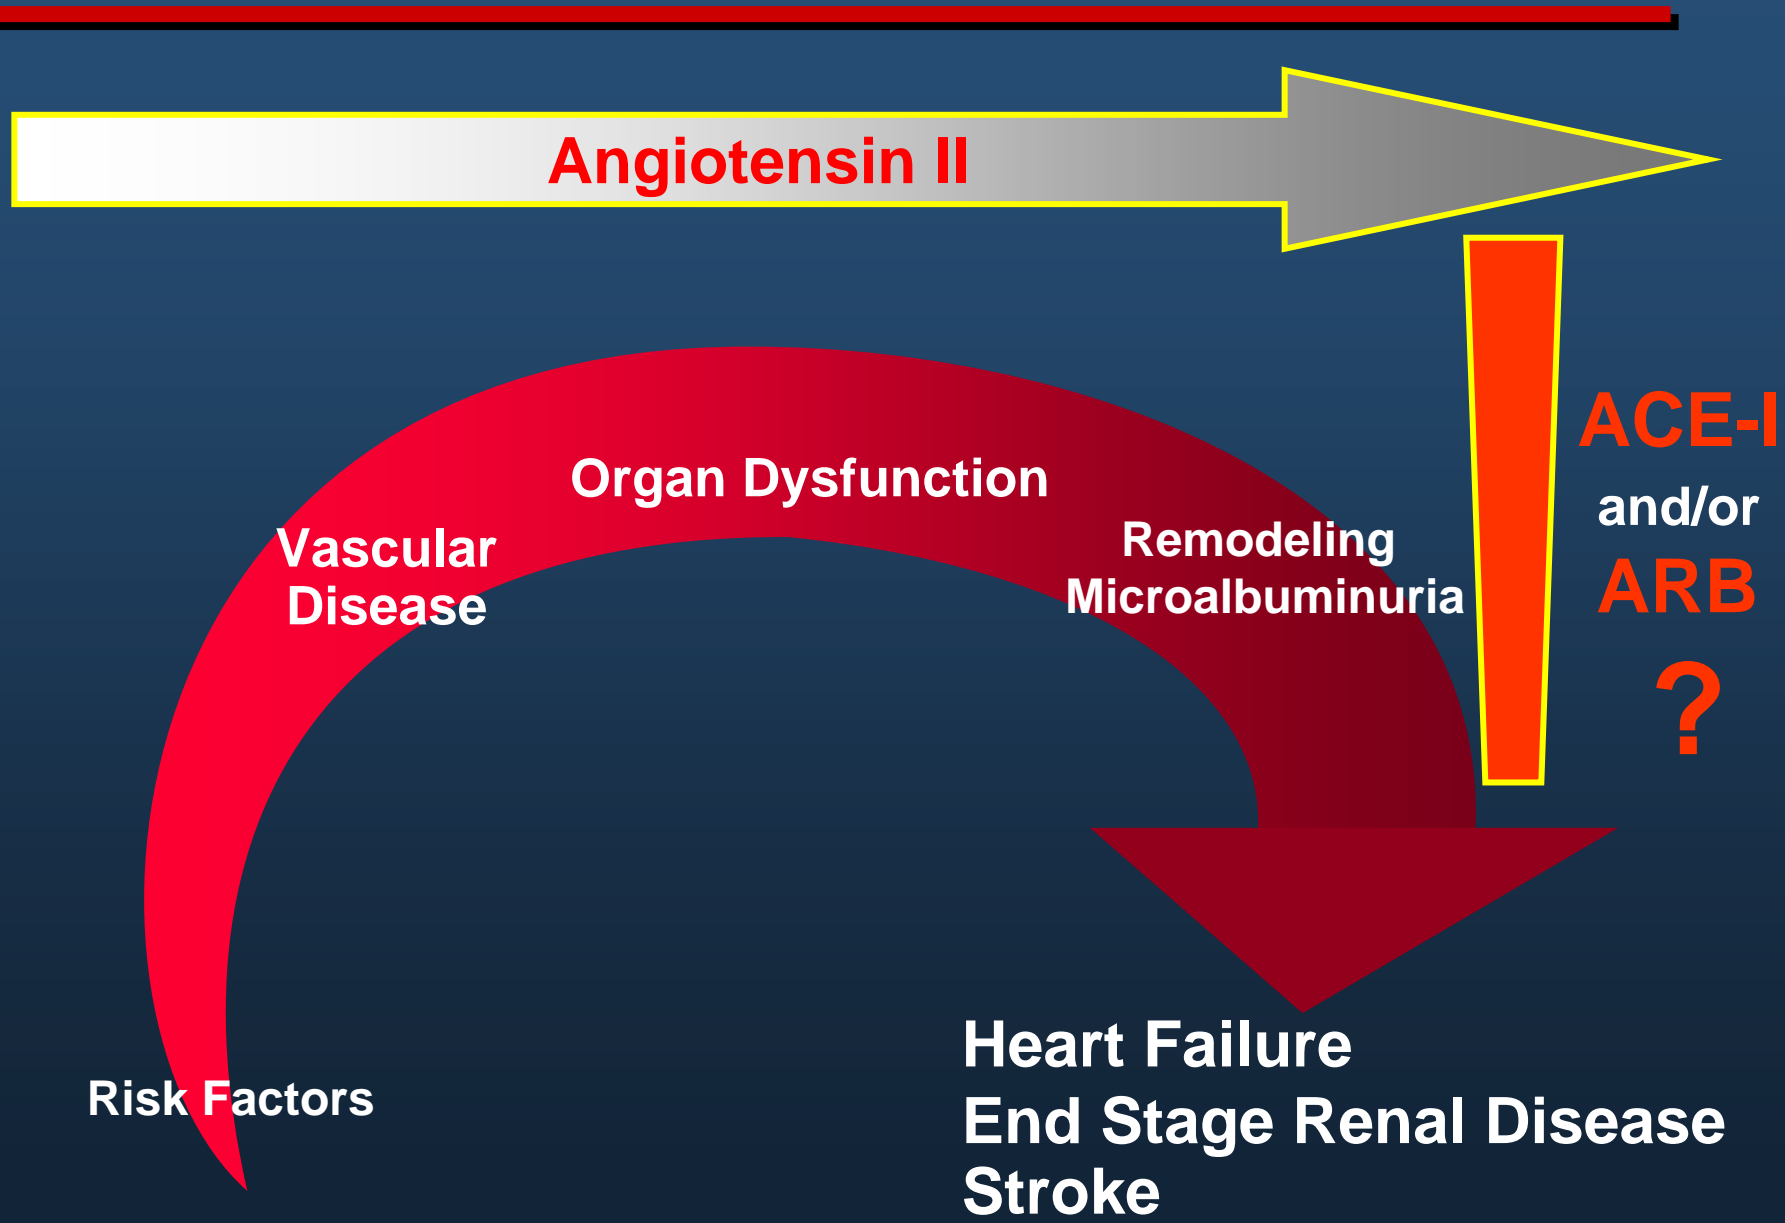 Angiotensin II
Organ Dysfunction
Vascular
Disease
Remodeling
Microalbuminuria
ACE-I
and/or
ARB
?
Risk Factors
Heart Failure
End Stage Renal Disease
Stroke